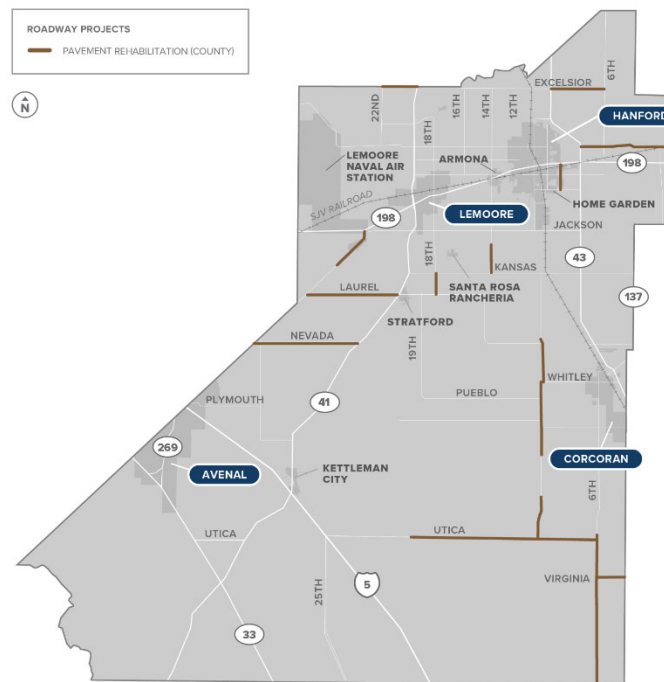 ROADWAY PROJECTS
PAVEMENT REHABILITATION (COUNTY)
N
EXCELSIOR
6TH
22ND
18TH
16TH
14TH
12TH
HANFORD
LEMOORE
NAVAL AIR
STATION
ARMONA
198
SJV RAILROAD
198
LEMOORE
HOME GARDEN
JACKSON
18TH
KANSAS
43
SANTA ROSA
RANCHERIA
LAUREL
137
STRATFORD
NEVADA
19TH
WHITLEY
PLYMOUTH
41
PUEBLO
269
AVENAL
KETTLEMAN
CITY
CORCORAN
6TH
UTICA
UTICA
25TH
5
VIRGINIA
33